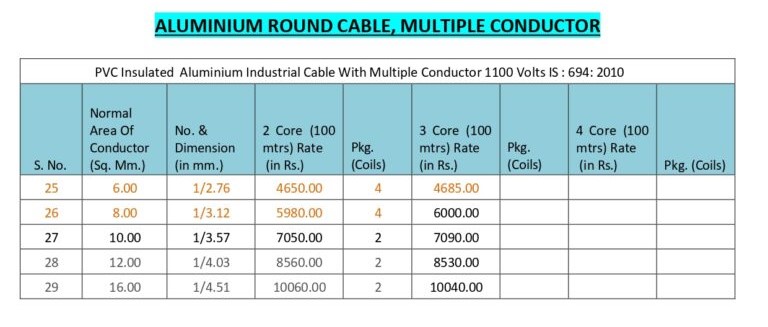 ALUMINIUM ROUND CABLE, MULTIPLE CONDUCTOR
PVC Insulated Aluminium Industrial Cable With Multiple Conductor 1100 Volts IS : 694: 2010
S. No. Normal Area Of Conductor (Sq. Mm.) No. & Dimension (in mm.) 2 Core (100 mtrs) Rate (in Rs.) Pkg. (Coils) 3 Core (100 mtrs) Rate (in Rs.) Pkg. (Coils) 4 Core (100 mtrs) Rate (in Rs.) Pkg. (Coils)
25 6.00 1/2.76 4650.00 4 4685.00
26 8.00 1/3.12 5980.00 4 6000.00
27 10.00 1/3.57 7050.00 2 7090.00
28 12.00 1/4.03 8560.00 2 8530.00
29 16.00 1/4.51 10060.00 2 10040.00